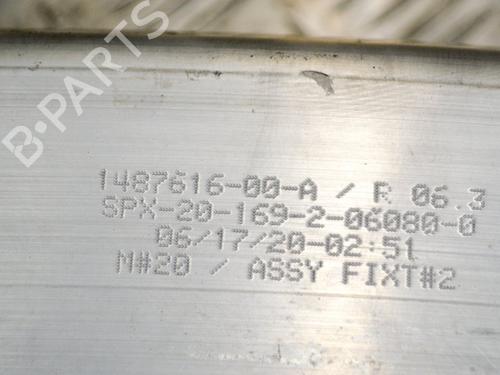 B-PARTS
1487616-00-A / R 06.3
SPX-20-169-2-06080-0
06/17/20-02:51
N#20 / ASSY FIXT#2